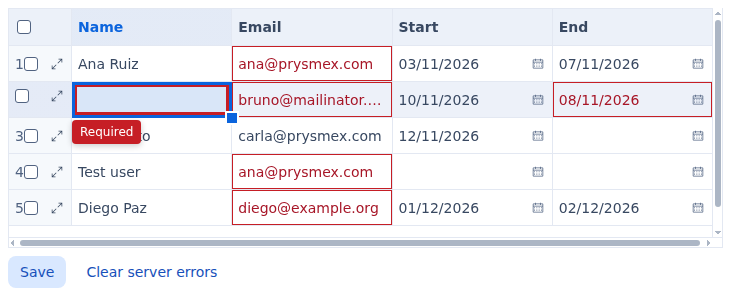 Name Email Start End
1 Ana Ruiz ana@prysmex.com 03/11/2026 07/11/2026
bruno@mailinator.... 10/11/2026 08/11/2026
Required
3 carla@prysmex.com 12/11/2026
4 Test user ana@prysmex.com
5 Diego Paz diego@example.org 01/12/2026 02/12/2026
Save Clear server errors